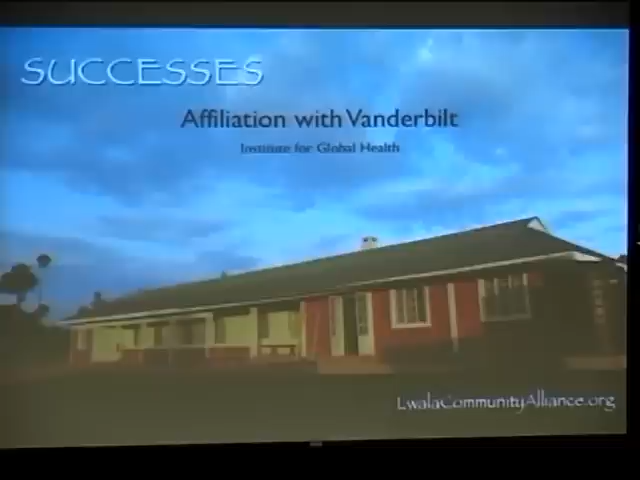 SUCCESSES
Affiliation with Vanderbilt
Institute for Global Health
LwalaCommunityAlliance.org